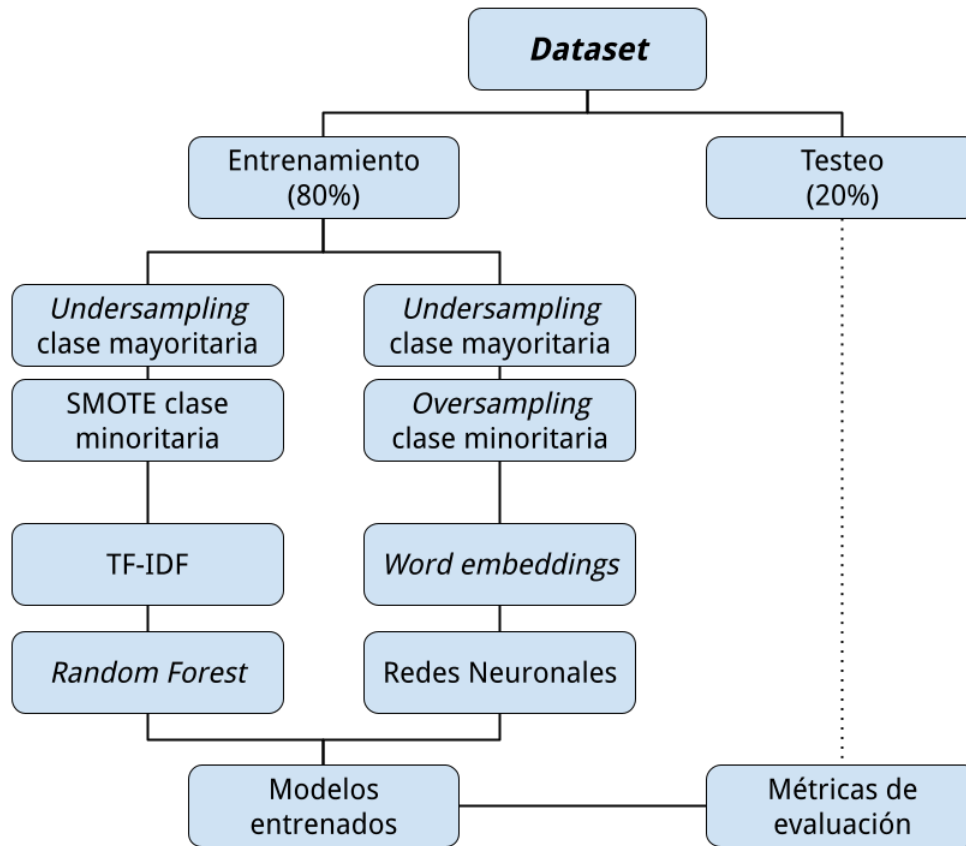 Dataset
Entrenamiento
(80%)
Testeo
(20%)
Undersampling
clase mayoritaria
Undersampling
clase mayoritaria
SMOTE clase
minoritaria
Oversampling
clase minoritaria
TF-IDF
Word embeddings
Random Forest
Redes Neuronales
Modelos
entrenados
Métricas de
evaluación